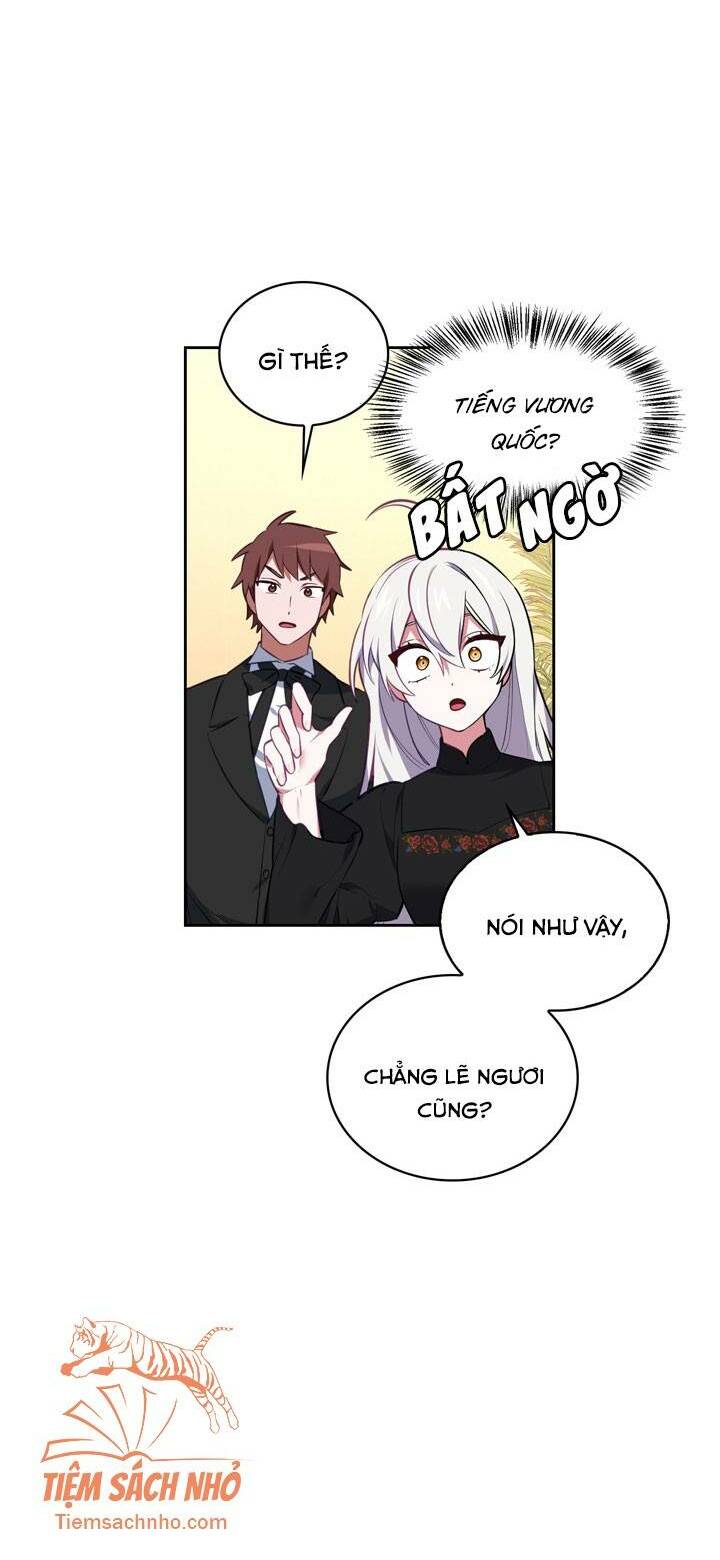 GÌ THẾ?
TIẾNG VƯƠNG
QUỐC?
BẤT NGỜ
NÓI NHƯ VẬY,
CHẲNG LẼ NGƯƠI
CŨNG?
TIỆM SÁCH NHỎ
Tiemsachnho.com